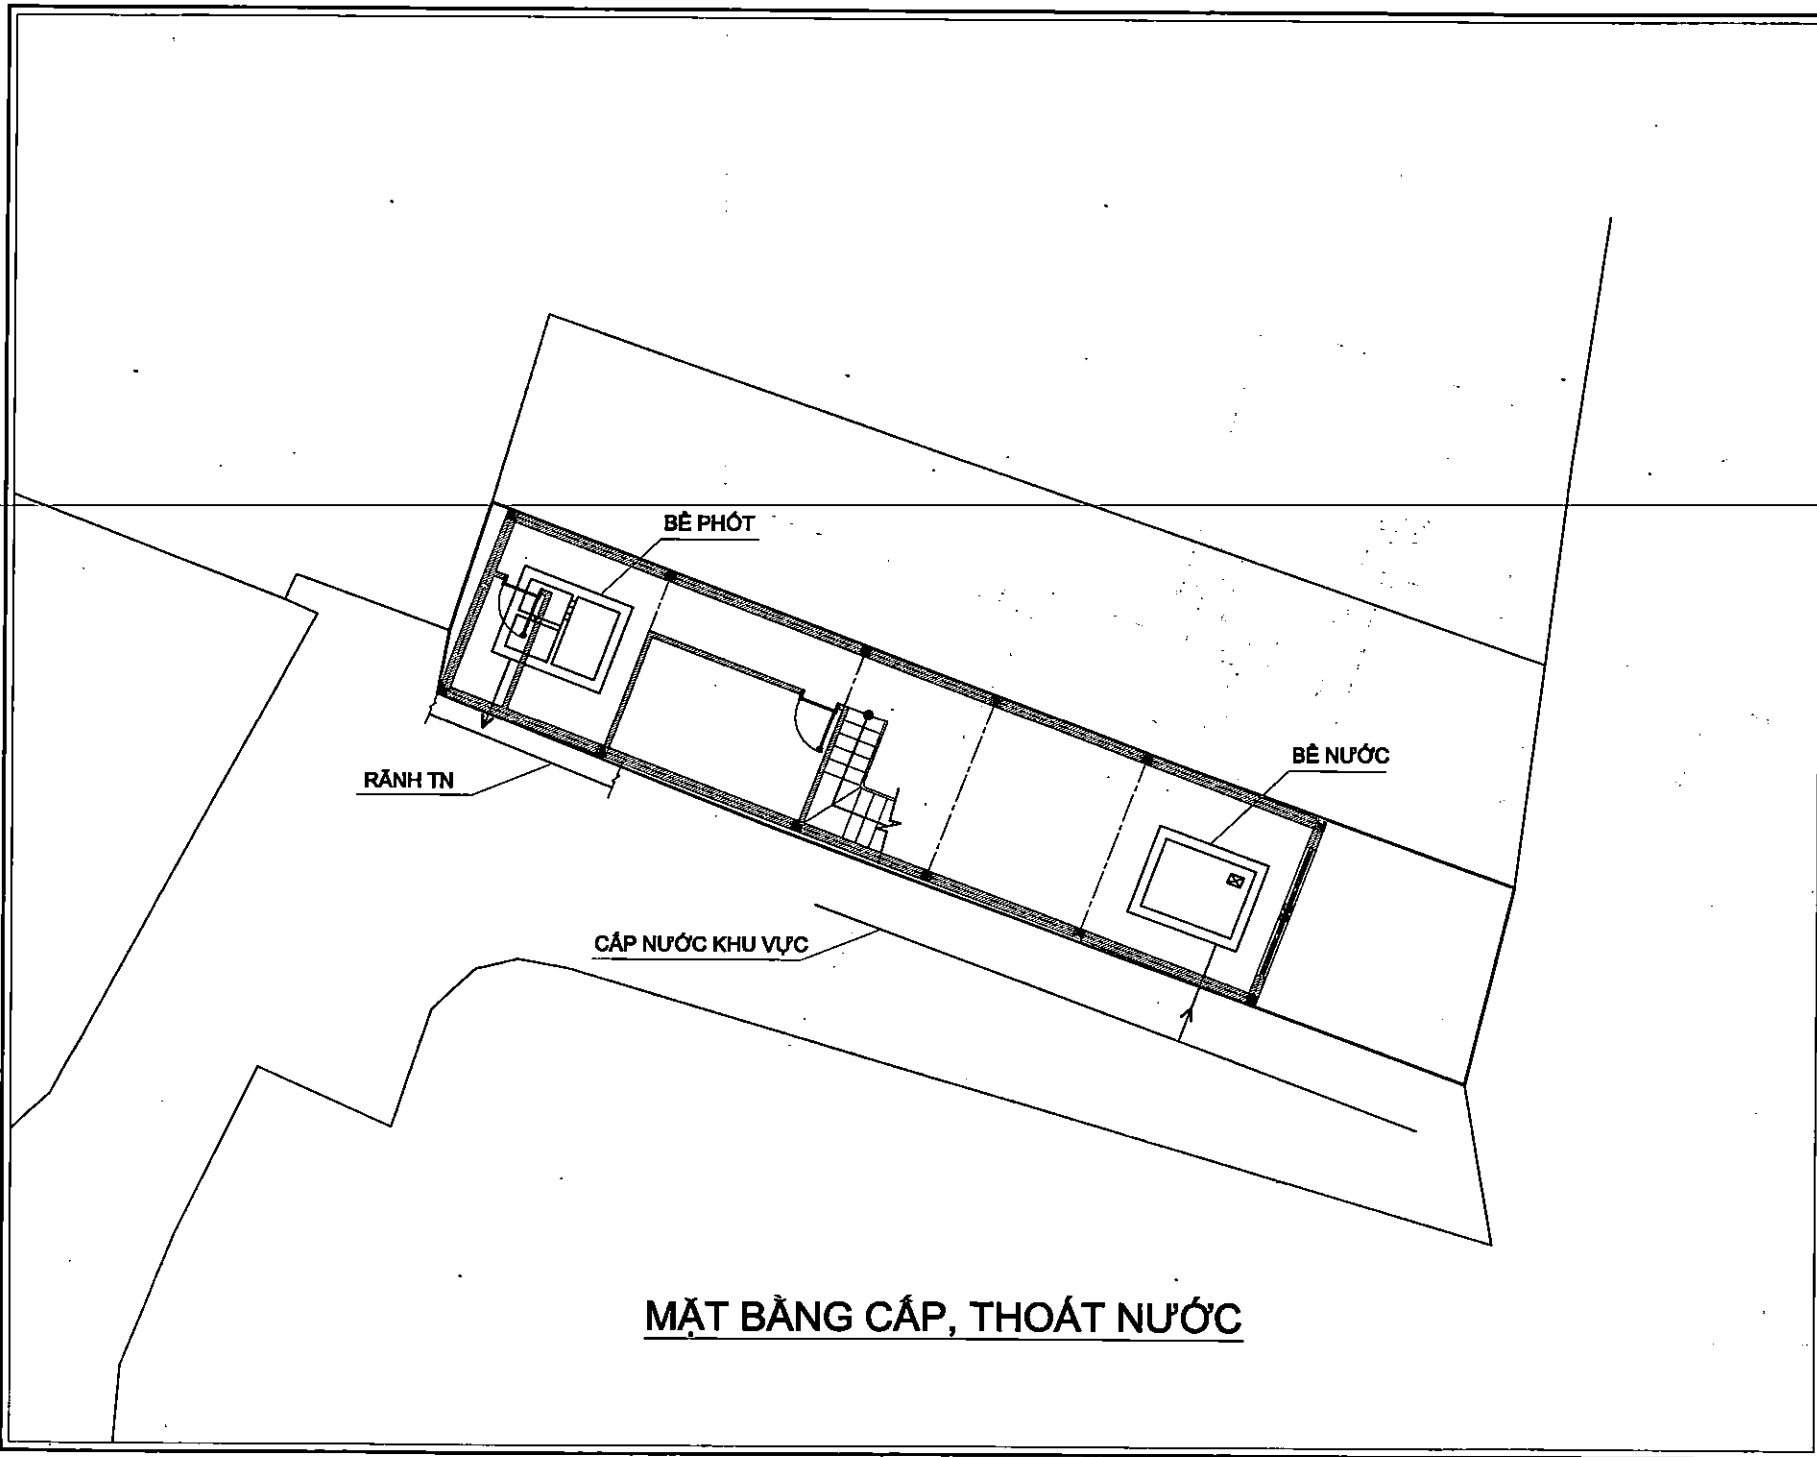 BỂ PHỐT
BỂ NƯỚC
RÃNH TN
CẤP NƯỚC KHU VỰC
MẶT BẰNG CẤP, THOÁT NƯỚC